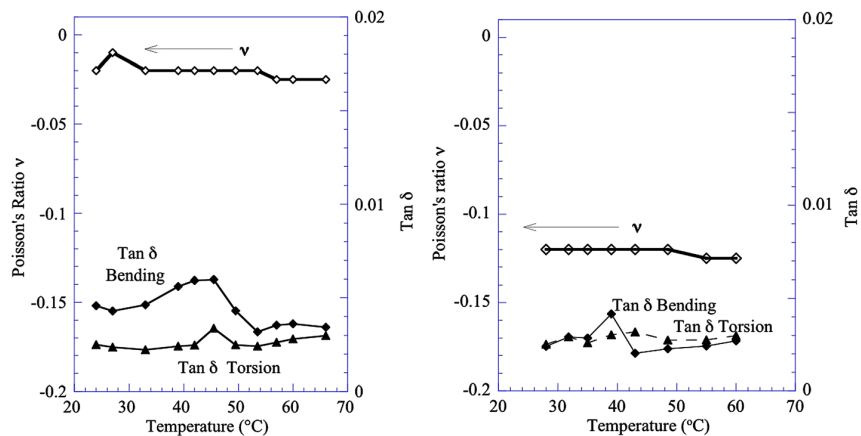 0
-0.05
-0.1
-0.15
-0.2
Poisson's Ratio ν
0.02
0.01
0
Tan δ
ν
Tan δ
Bending
Tan δ Torsion
20 30 40 50 60 70
Temperature (°C)
0
-0.05
-0.1
-0.15
-0.2
Poisson's ratio ν
0.02
0.01
0
Tan δ
ν
Tan δ Bending
Tan δ Torsion
20 30 40 50 60 70
Temperature (°C)